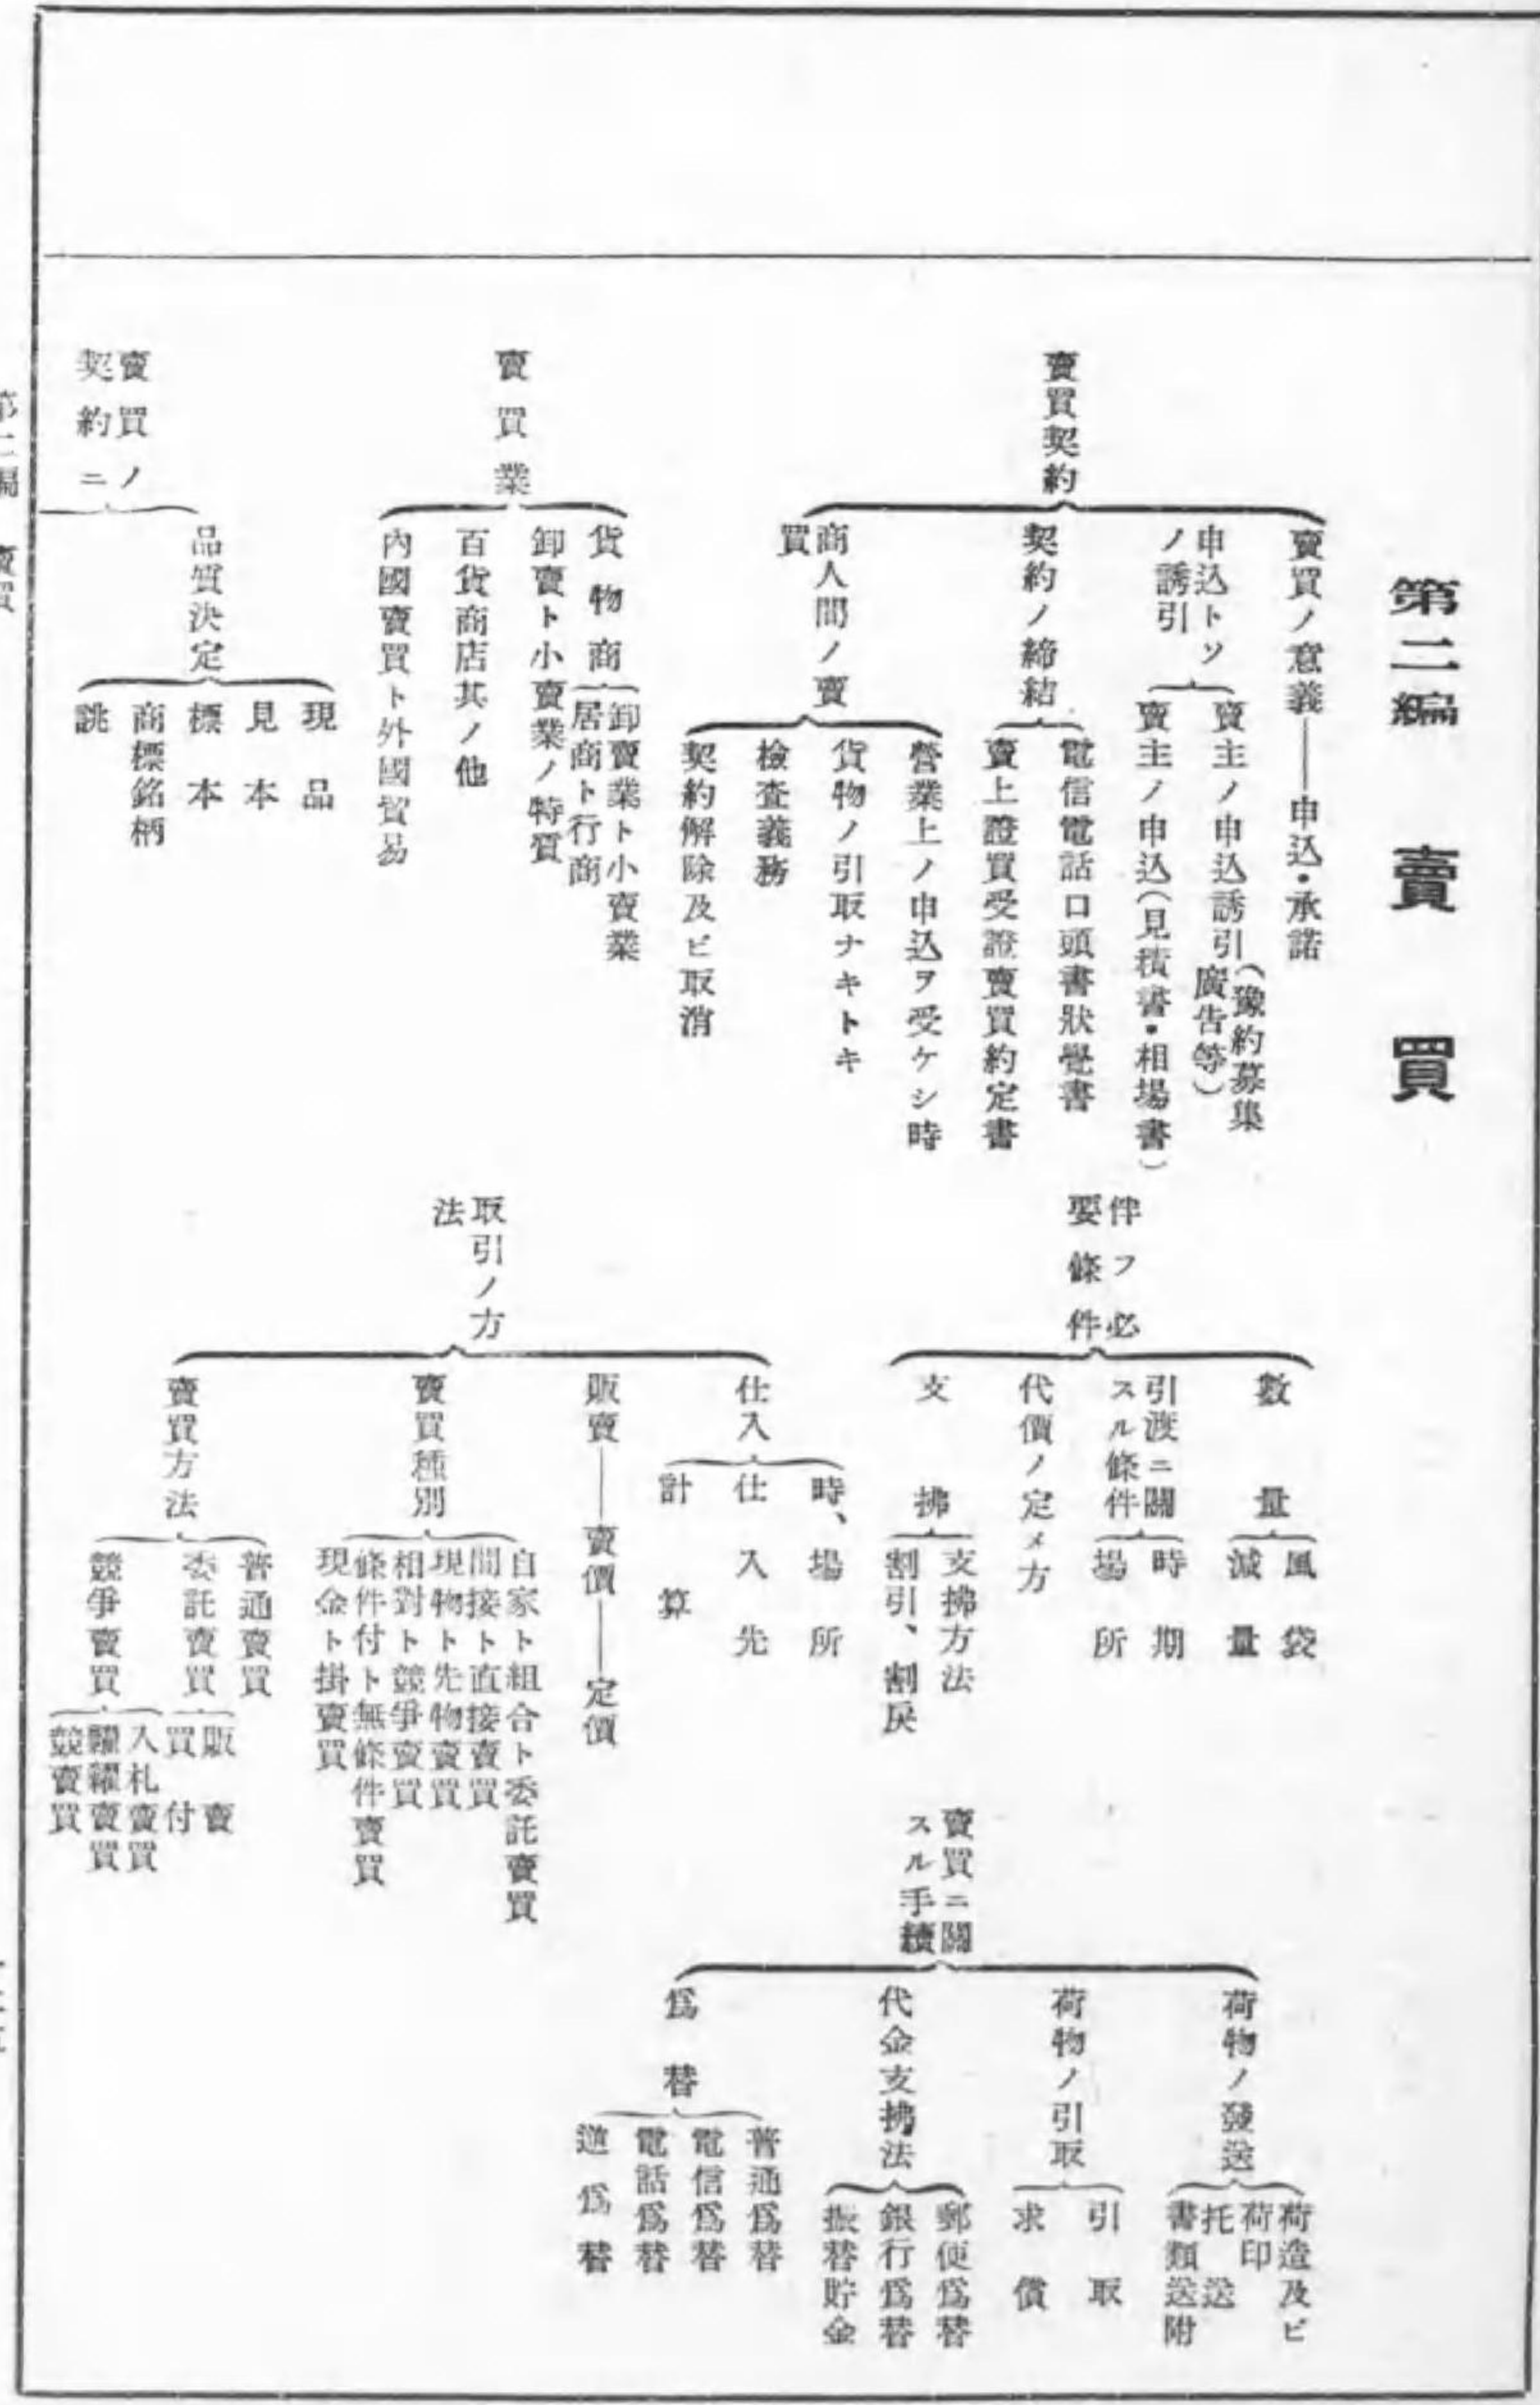 第二編　賣買
賣買契約
賣買ノ意義——申込・承諾
申込トソ
ノ誘引
賣主ノ申込誘引
(豫約募集
廣告等)
賣主ノ申込(見積書・相場書)
契約ノ締結
電信電話口頭書狀覺書
賣上證買受證賣買約定書
商人間ノ賣
買
營業上ノ申込ヲ受ケシ時
貨物ノ引取ナキトキ
檢査義務
契約解除及ビ取消
賣買業
貨物商
卸賣業ト小賣業
居商ト行商
卸賣ト小賣業ノ特質
百貨商店其ノ他
內國賣買ト外國貿易
賣買ノ
契約ニ
品質決定
現品
見本
標本
商標銘柄
誂
伴フ必
要條件
數量
風袋
減量
引渡ニ關
スル條件
時期
場所
代價ノ定メ方
支拂
支拂方法
割引、割戾
取引ノ方
法
仕入
時、場所
仕入先
計算
販賣——賣價——定價
賣買種別
自家ト組合ト委託賣買
間接ト直接賣買
現物ト先物賣買
相對ト競爭賣買
條件付ト無條件賣買
現金ト掛賣買
賣買方法
普通賣買
委託賣買
販賣
買付
競爭賣買
入札賣買
糶糴賣買
競賣買
賣買ニ關
スル手續
荷物ノ發送
荷造及ビ
荷印
托送
書類送附
荷物ノ引取
引取
求償
代金支拂法
郵便爲替
銀行爲替
振替貯金
爲替
普通爲替
電信爲替
電話爲替
逆爲替
第二編　賣買